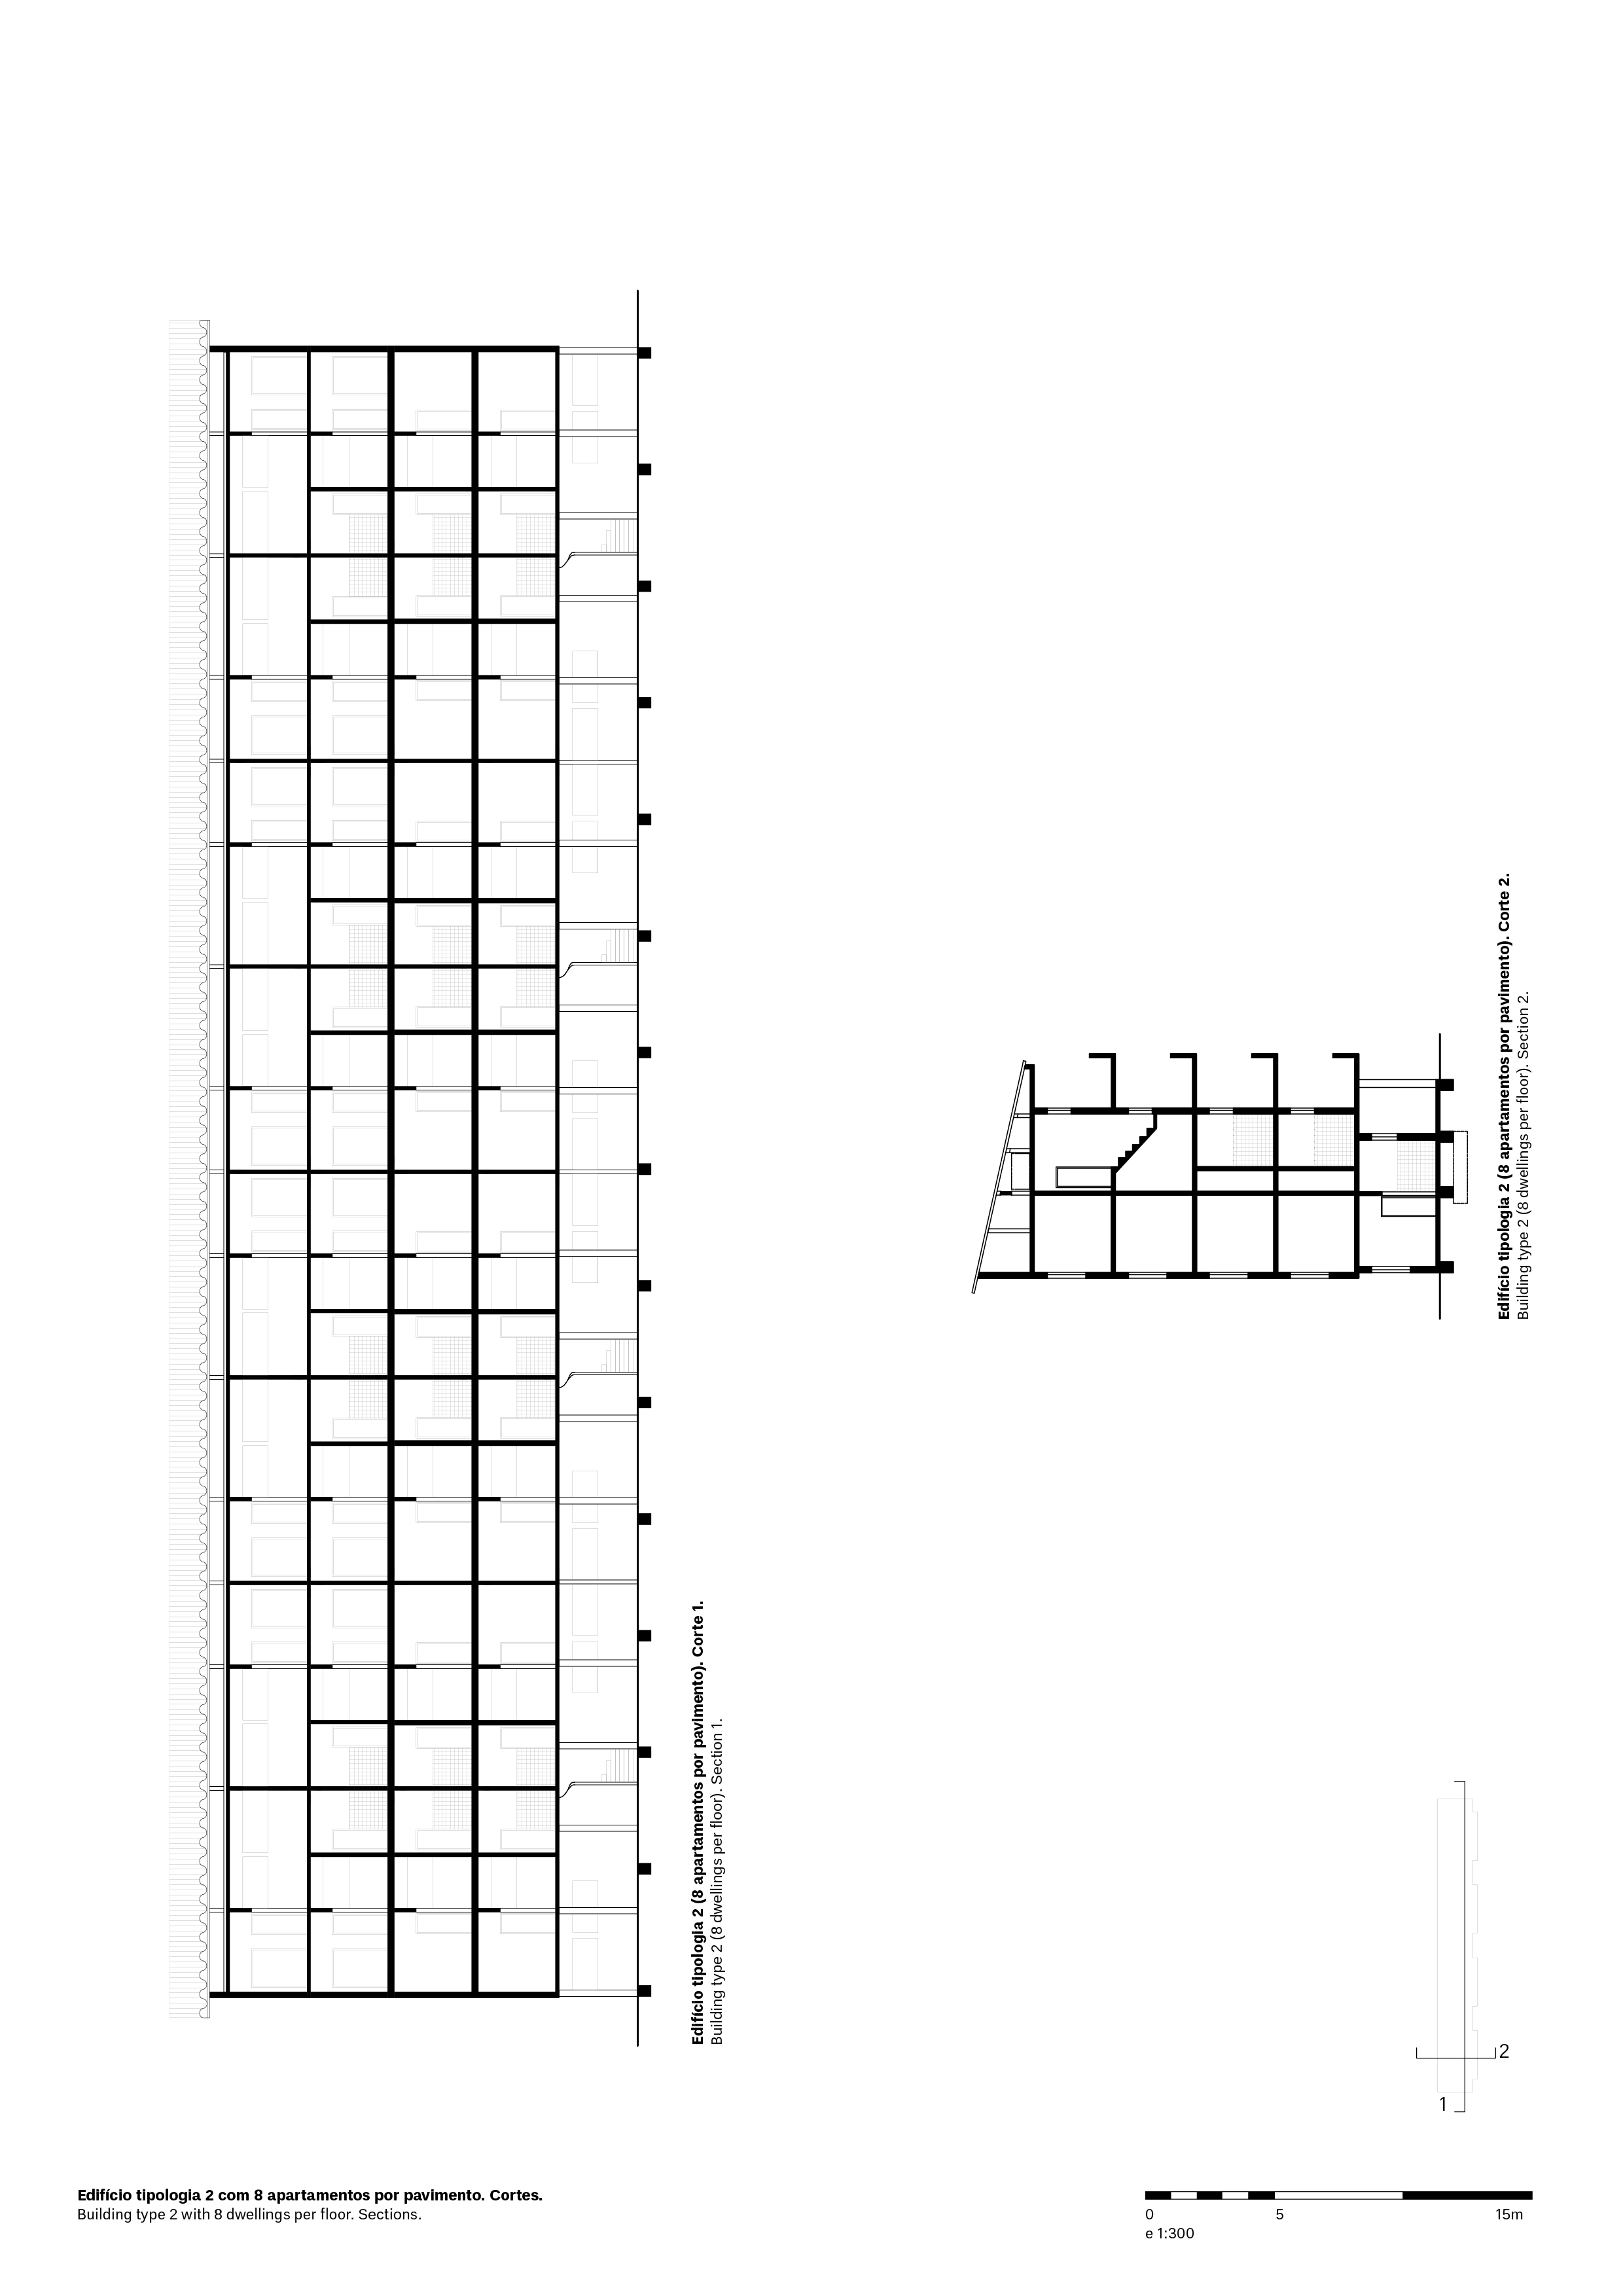 Edifício tipologia 2 (8 apartamentos por pavimento). Corte 1.
Building type 2 (8 dwellings per floor). Section 1.
Edifício tipologia 2 (8 apartamentos por pavimento). Corte 2.
Building type 2 (8 dwellings per floor). Section 2.
2
1
Edifício tipologia 2 com 8 apartamentos por pavimento. Cortes.
Building type 2 with 8 dwellings per floor. Sections.
0 5 15m
e 1:300